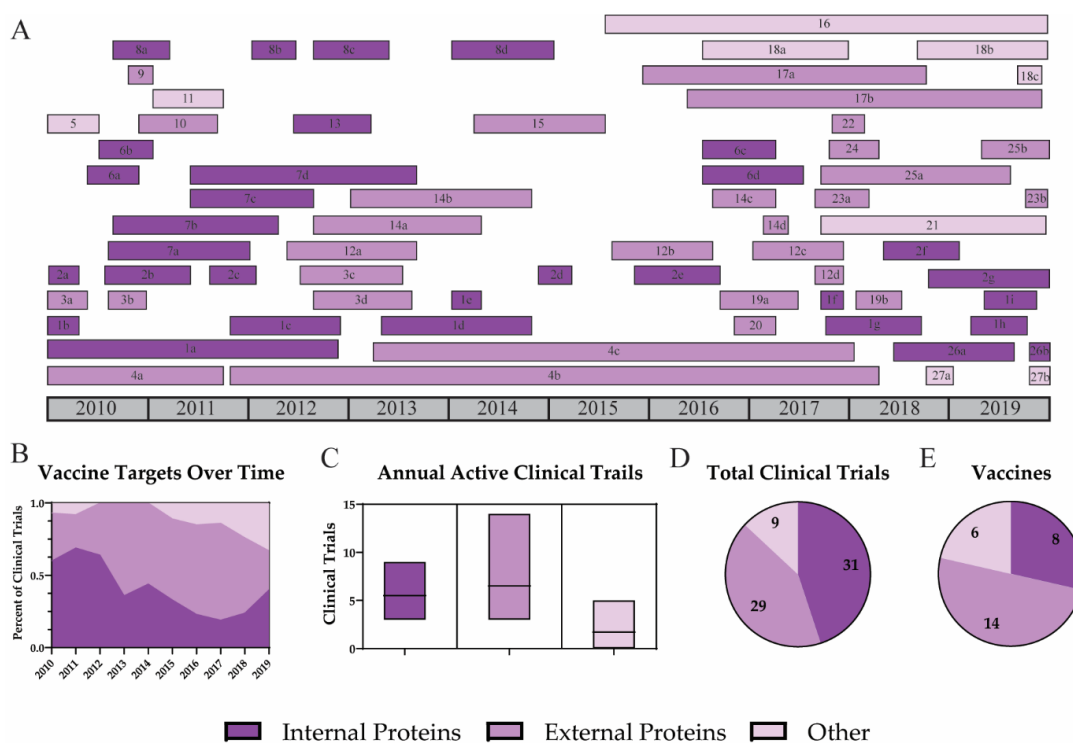 A
16
8a 8b 8c 8d 18a 18b
9 17a 18c
11 17b
5 10 13 15 22
6b 6c 24 25b
6a 7d 6d 25a
7c 14b 14c 23a 23b
7b 14a 14d 21
7a 12a 12b 12c 2f
2a 2b 2c 3c 2d 2e 12d 2g
3a 3b 3d 1e 19a 1f 19b 1i
1b 1c 1d 20 1g 1h
1a 4c 26a 26b
4a 4b 27a 27b
2010 2011 2012 2013 2014 2015 2016 2017 2018 2019
B
Vaccine Targets Over Time
Percent of Clinical Trials
1.0
0.5
0.0
2010 2011 2012 2013 2014 2015 2016 2017 2018 2019
C
Annual Active Clinical Trails
Clinical Trials
15
10
5
0
D
Total Clinical Trials
9
31
29
E
Vaccines
6
8
14
Internal Proteins External Proteins Other